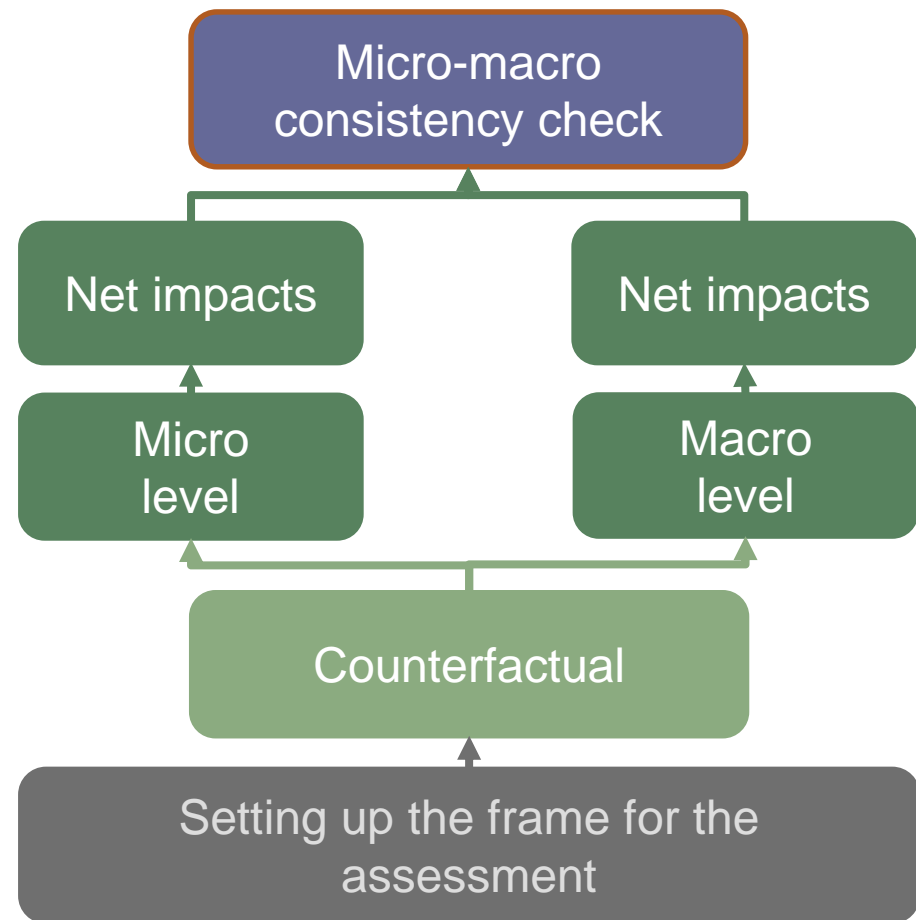 Micro-macro
consistency check
Net impacts
Net impacts
Micro
level
Macro
level
Counterfactual
Setting up the frame for the
assessment